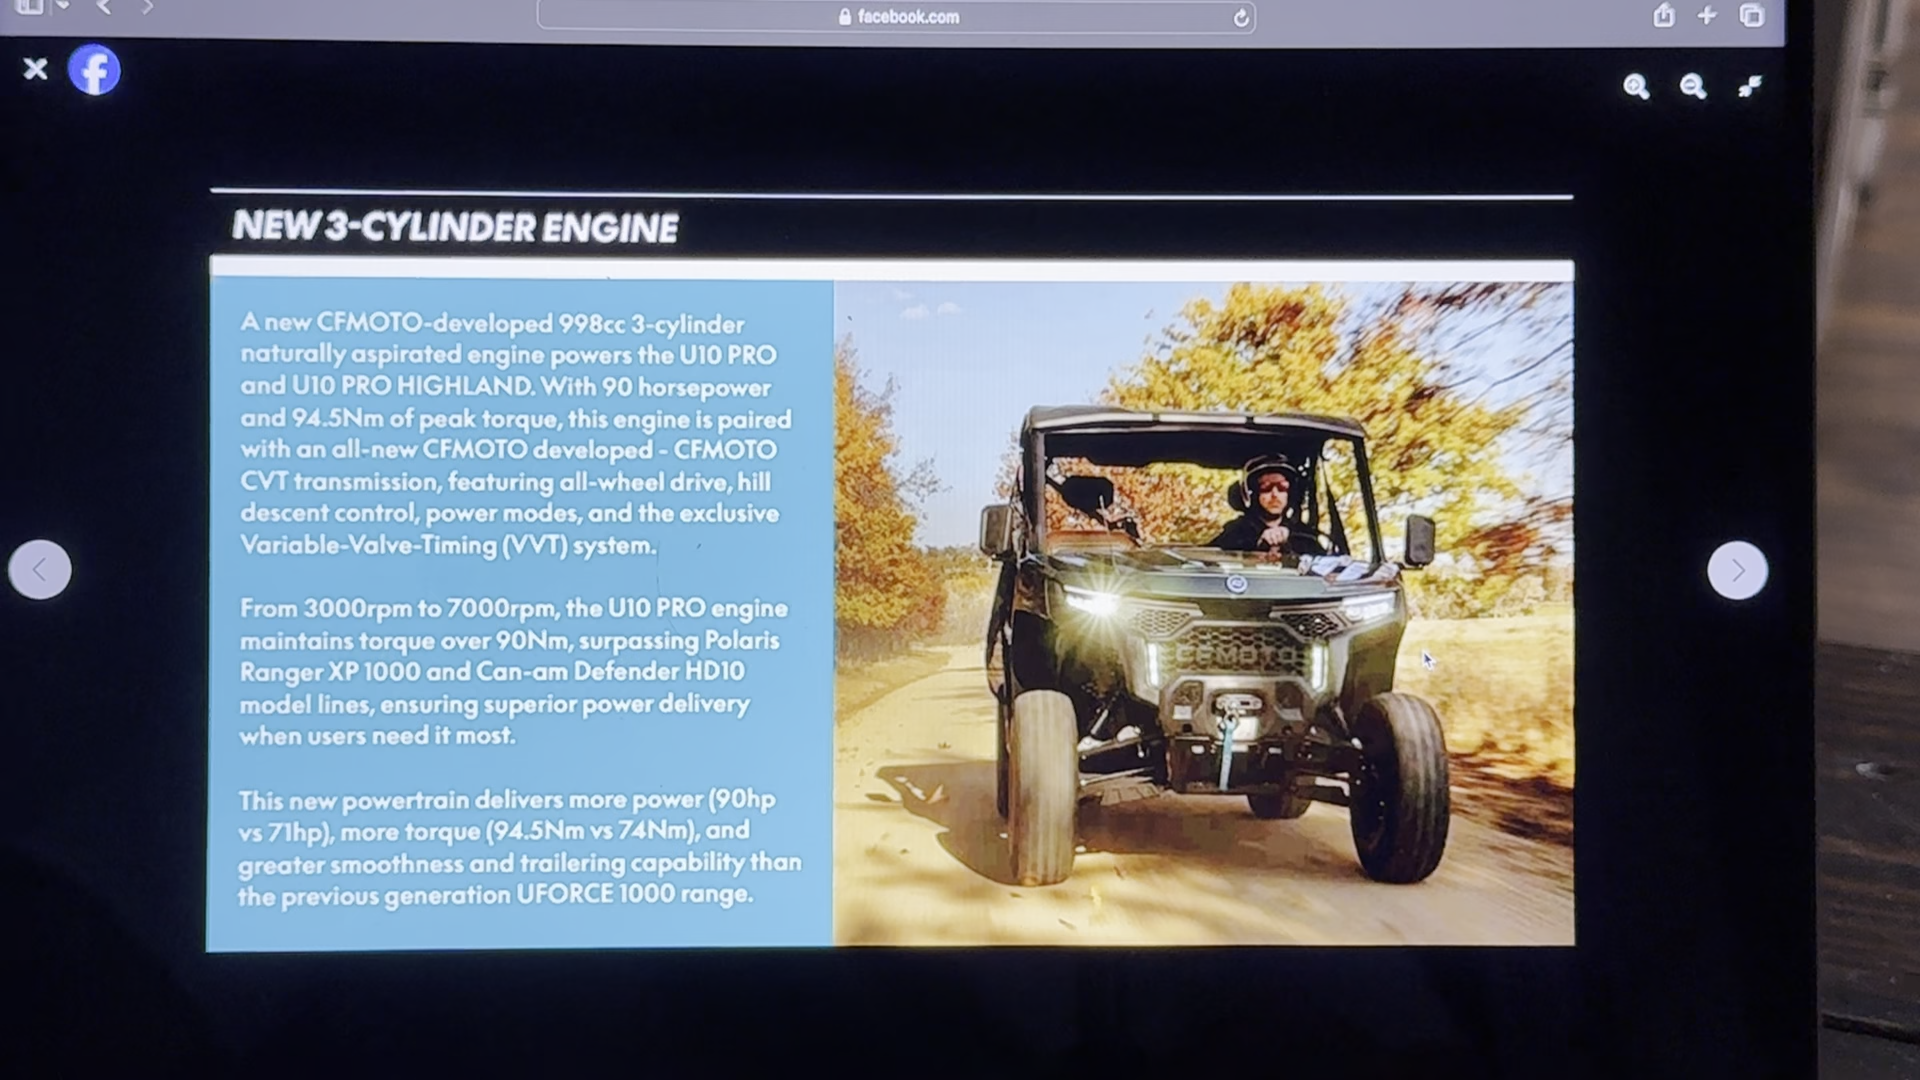 facebook.com
NEW 3-CYLINDER ENGINE
A new CFMOTO-developed 998cc 3-cylinder
naturally aspirated engine powers the U10 PRO
and U10 PRO HIGHLAND. With 90 horsepower
and 94.5Nm of peak torque, this engine is paired
with an all-new CFMOTO developed - CFMOTO
CVT transmission, featuring all-wheel drive, hill
descent control, power modes, and the exclusive
Variable-Valve-Timing (VVT) system.
From 3000rpm to 7000rpm, the U10 PRO engine
maintains torque over 90Nm, surpassing Polaris
Ranger XP 1000 and Can-am Defender HD10
model lines, ensuring superior power delivery
when users need it most.
This new powertrain delivers more power (90hp
vs 71hp), more torque (94.5Nm vs 74Nm), and
greater smoothness and trailering capability than
the previous generation UFORCE 1000 range.
CFMOTO